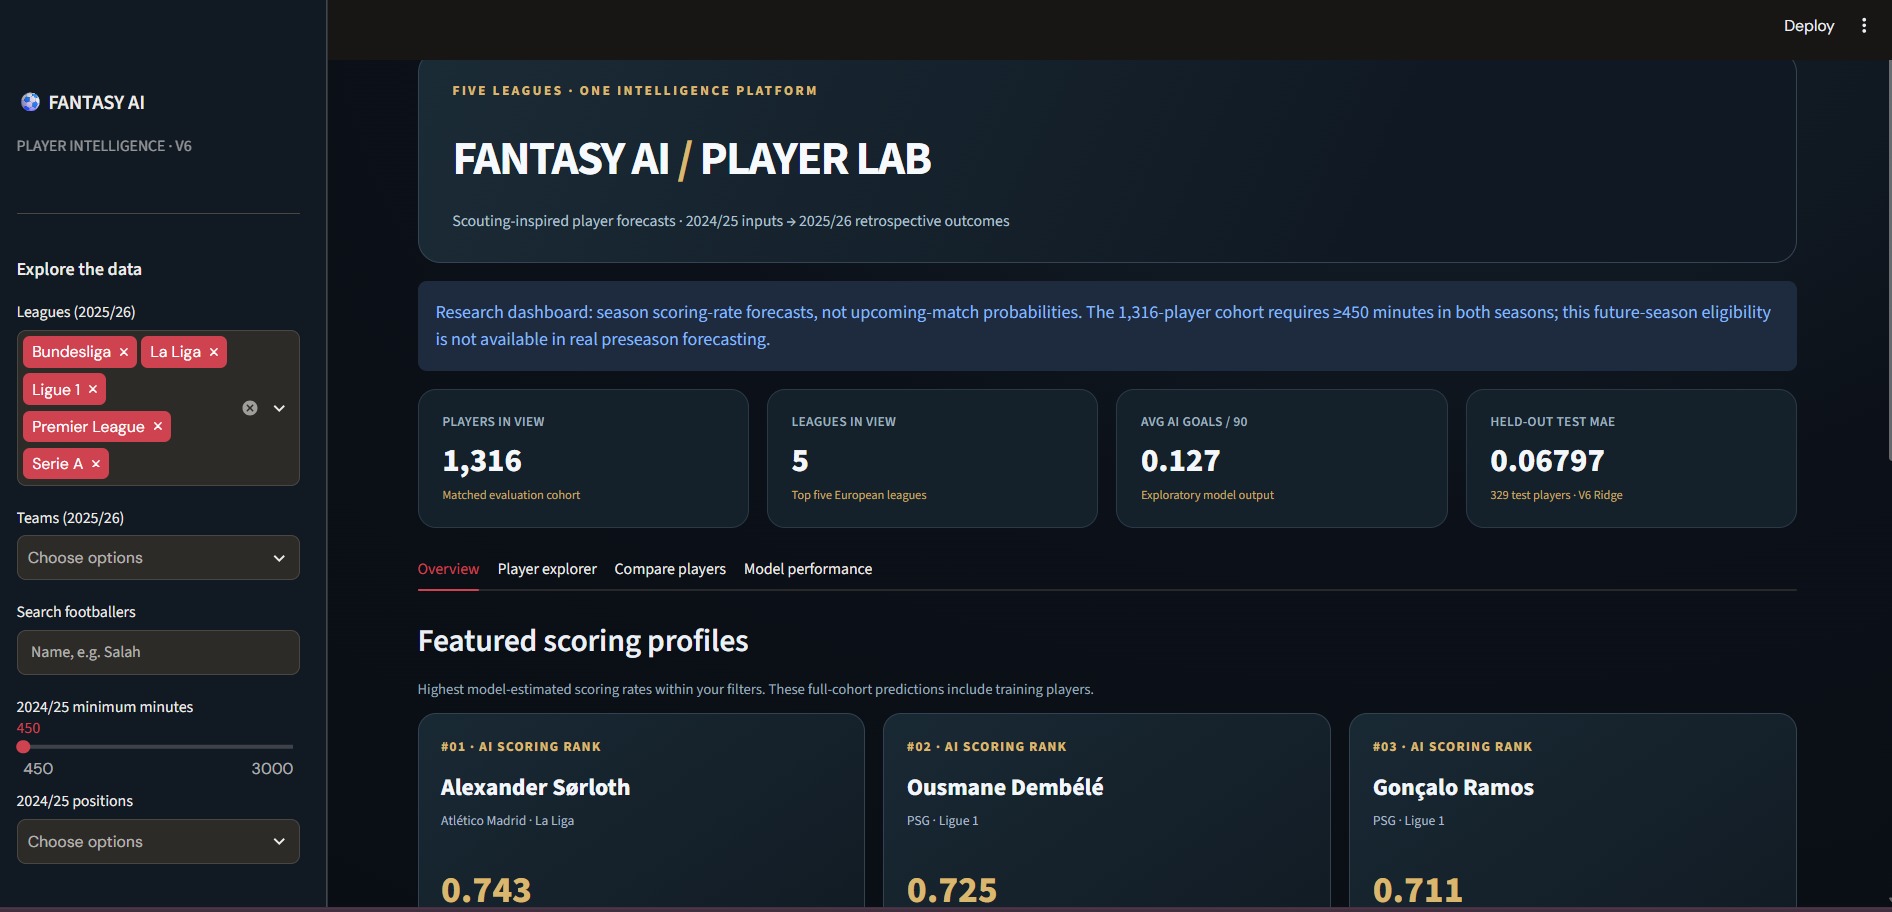 Deploy
FANTASY AI
PLAYER INTELLIGENCE · V6
Explore the data
Leagues (2025/26)
Bundesliga × La Liga ×
Ligue 1 ×
Premier League ×
Serie A ×
Teams (2025/26)
Choose options
Search footballers
Name, e.g. Salah
2024/25 minimum minutes
450
450 3000
2024/25 positions
Choose options
FIVE LEAGUES · ONE INTELLIGENCE PLATFORM
FANTASY AI / PLAYER LAB
Scouting-inspired player forecasts · 2024/25 inputs → 2025/26 retrospective outcomes
Research dashboard: season scoring-rate forecasts, not upcoming-match probabilities. The 1,316-player cohort requires ≥450 minutes in both seasons; this future-season eligibility
is not available in real preseason forecasting.
PLAYERS IN VIEW
1,316
Matched evaluation cohort
LEAGUES IN VIEW
5
Top five European leagues
AVG AI GOALS / 90
0.127
Exploratory model output
HELD-OUT TEST MAE
0.06797
329 test players · V6 Ridge
Overview Player explorer Compare players Model performance
Featured scoring profiles
Highest model-estimated scoring rates within your filters. These full-cohort predictions include training players.
#01 · AI SCORING RANK
Alexander Sørloth
Atlético Madrid · La Liga
0.743
#02 · AI SCORING RANK
Ousmane Dembélé
PSG · Ligue 1
0.725
#03 · AI SCORING RANK
Gonçalo Ramos
PSG · Ligue 1
0.711